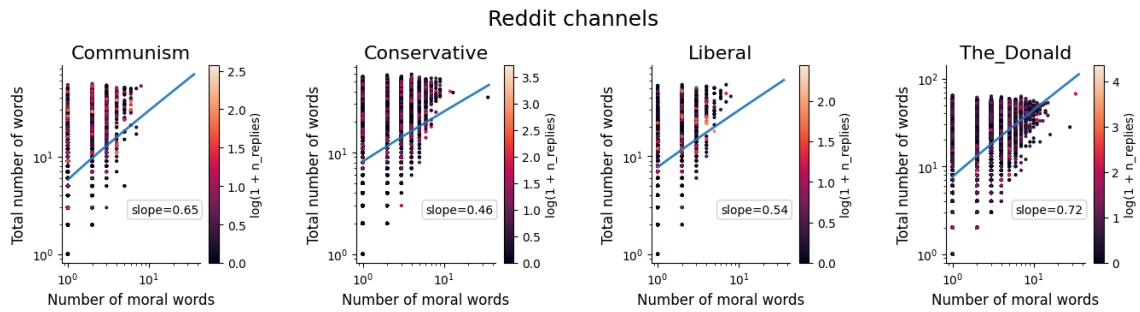 Reddit channels
Communism
Total number of words
10¹
10⁰
10⁰
10¹
Number of moral words
slope=0.65
2.5
2.0
1.5
1.0
0.5
0.0
log(1 + n_replies)
Conservative
Total number of words
10¹
10⁰
10⁰
10¹
Number of moral words
slope=0.46
3.5
3.0
2.5
2.0
1.5
1.0
0.5
0.0
log(1 + n_replies)
Liberal
Total number of words
10¹
10⁰
10⁰
10¹
Number of moral words
slope=0.54
2.0
1.5
1.0
0.5
0.0
log(1 + n_replies)
The_Donald
Total number of words
10²
10¹
10⁰
10⁰
10¹
Number of moral words
slope=0.72
4
3
2
1
0
log(1 + n_replies)